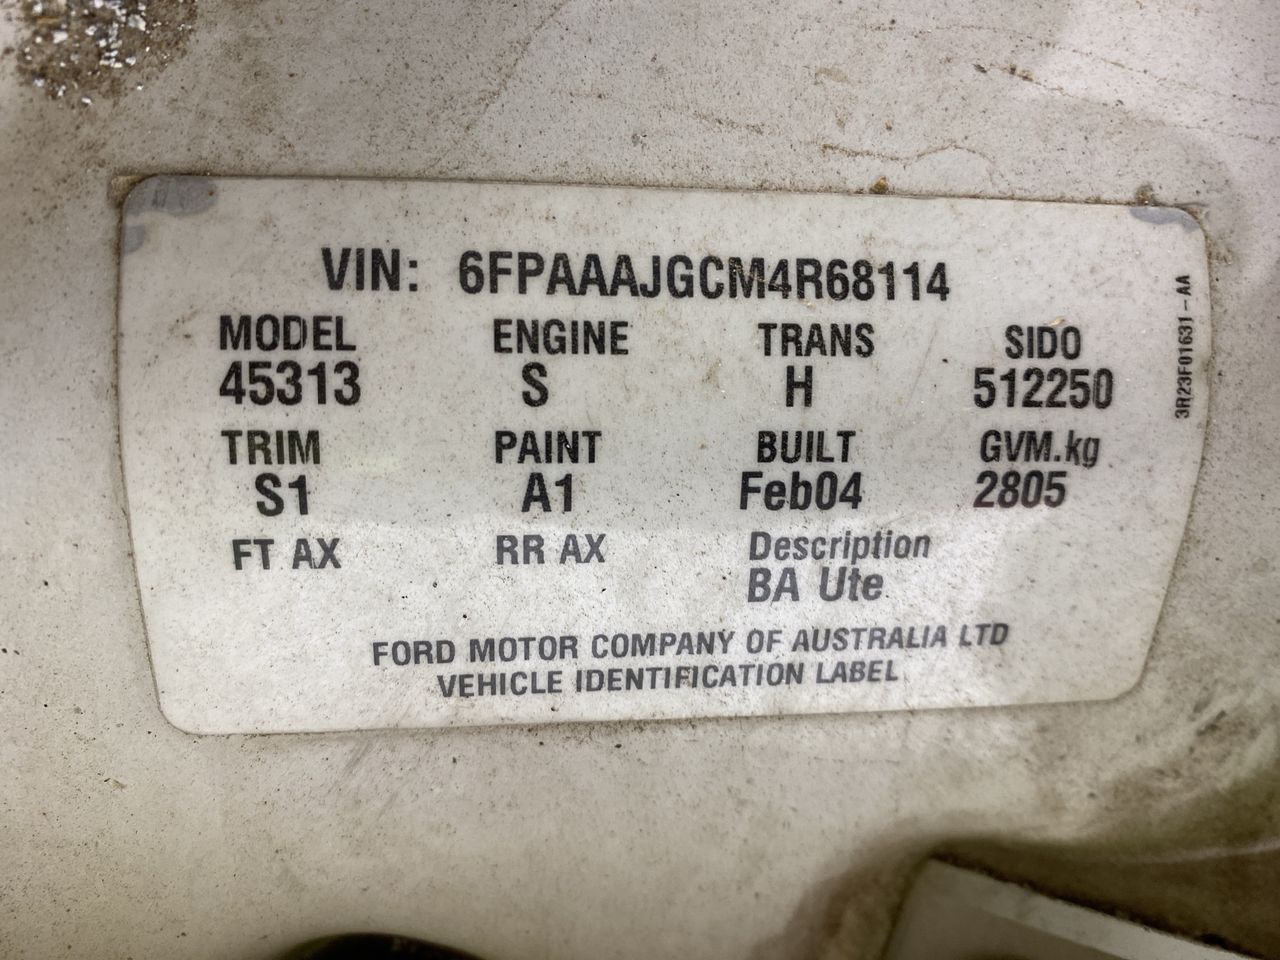 VIN: 6FPAAAJGCM4R68114
MODEL ENGINE TRANS SIDO
45313 S H 512250
TRIM PAINT BUILT GVM.kg
S1 A1 Feb04 2805
FT AX RR AX Description
BA Ute
FORD MOTOR COMPANY OF AUSTRALIA LTD
VEHICLE IDENTIFICATION LABEL
3R23F01631-AA